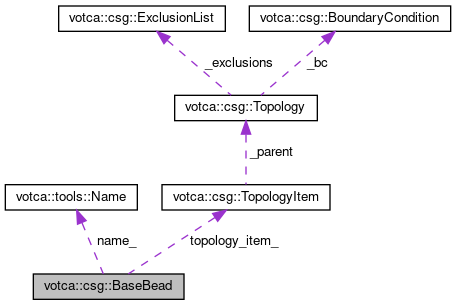 votca::csg::ExclusionList
votca::csg::BoundaryCondition
_exclusions
_bc
votca::csg::Topology
_parent
votca::tools::Name
votca::csg::TopologyItem
name_
topology_item_
votca::csg::BaseBead